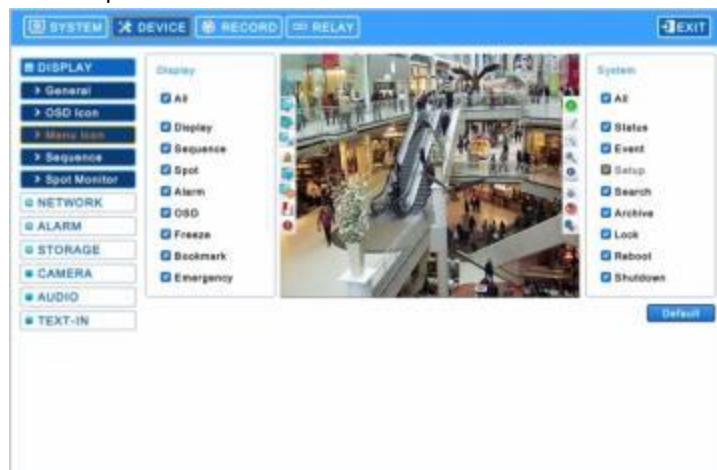 SYSTEM DEVICE RECORD RELAY EXIT
DISPLAY
General
OSD Icon
Menu Icon
Sequence
Spot Monitor
NETWORK
ALARM
STORAGE
CAMERA
AUDIO
TEXT-IN
Display
All
Display
Sequence
Spot
Alarm
OSD
Freeze
Bookmark
Emergency
System
All
Status
Event
Setup
Search
Archive
Lock
Reboot
Shutdown
Default